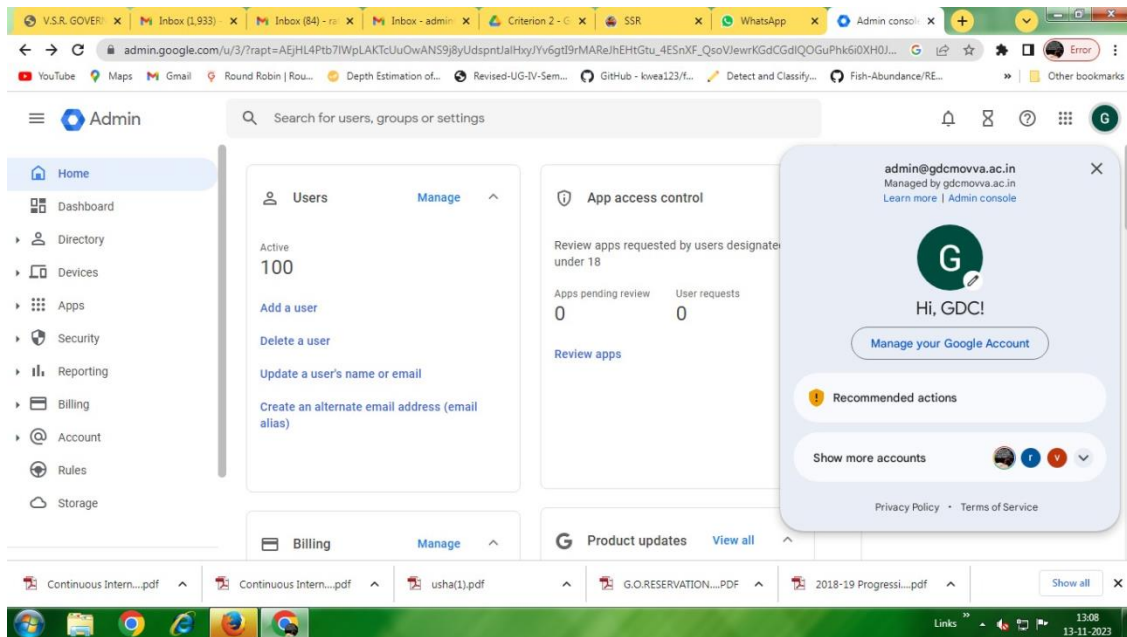 V.S.R. GOVERN
Inbox (1,933) -
Inbox (84) - ra
Inbox - admin
Criterion 2 - G
SSR
WhatsApp
Admin console
admin.google.com/u/3/?rapt=
Error
YouTube
Maps
Gmail
Round Robin | Rou...
Depth Estimation of...
Revised-UG-IV-Sem...
GitHub - kwea123/f...
Detect and Classify...
Fish-Abundance/RE...
»
Other bookmarks
Admin
Search for users, groups or settings
G
Home
Dashboard
Directory
Devices
Apps
Security
Reporting
Billing
Account
Rules
Storage
Users
Manage
Active
100
Add a user
Delete a user
Update a user's name or email
Create an alternate email address (email
alias)
Billing
Manage
App access control
Review apps requested by users designate
under 18
Apps pending review
User requests
0
0
Review apps
Product updates
View all
admin@gdcmovva.ac.in
Managed by gdcmovva.ac.in
Learn more | Admin console
G
Hi, GDC!
Manage your Google Account
Recommended actions
Show more accounts
r
v
Privacy Policy • Terms of Service
Continuous Intern....pdf
Continuous Intern....pdf
usha(1).pdf
G.O.RESERVATION....PDF
2018-19 Progressi....pdf
Show all
Links
»
13:08
13-11-2023